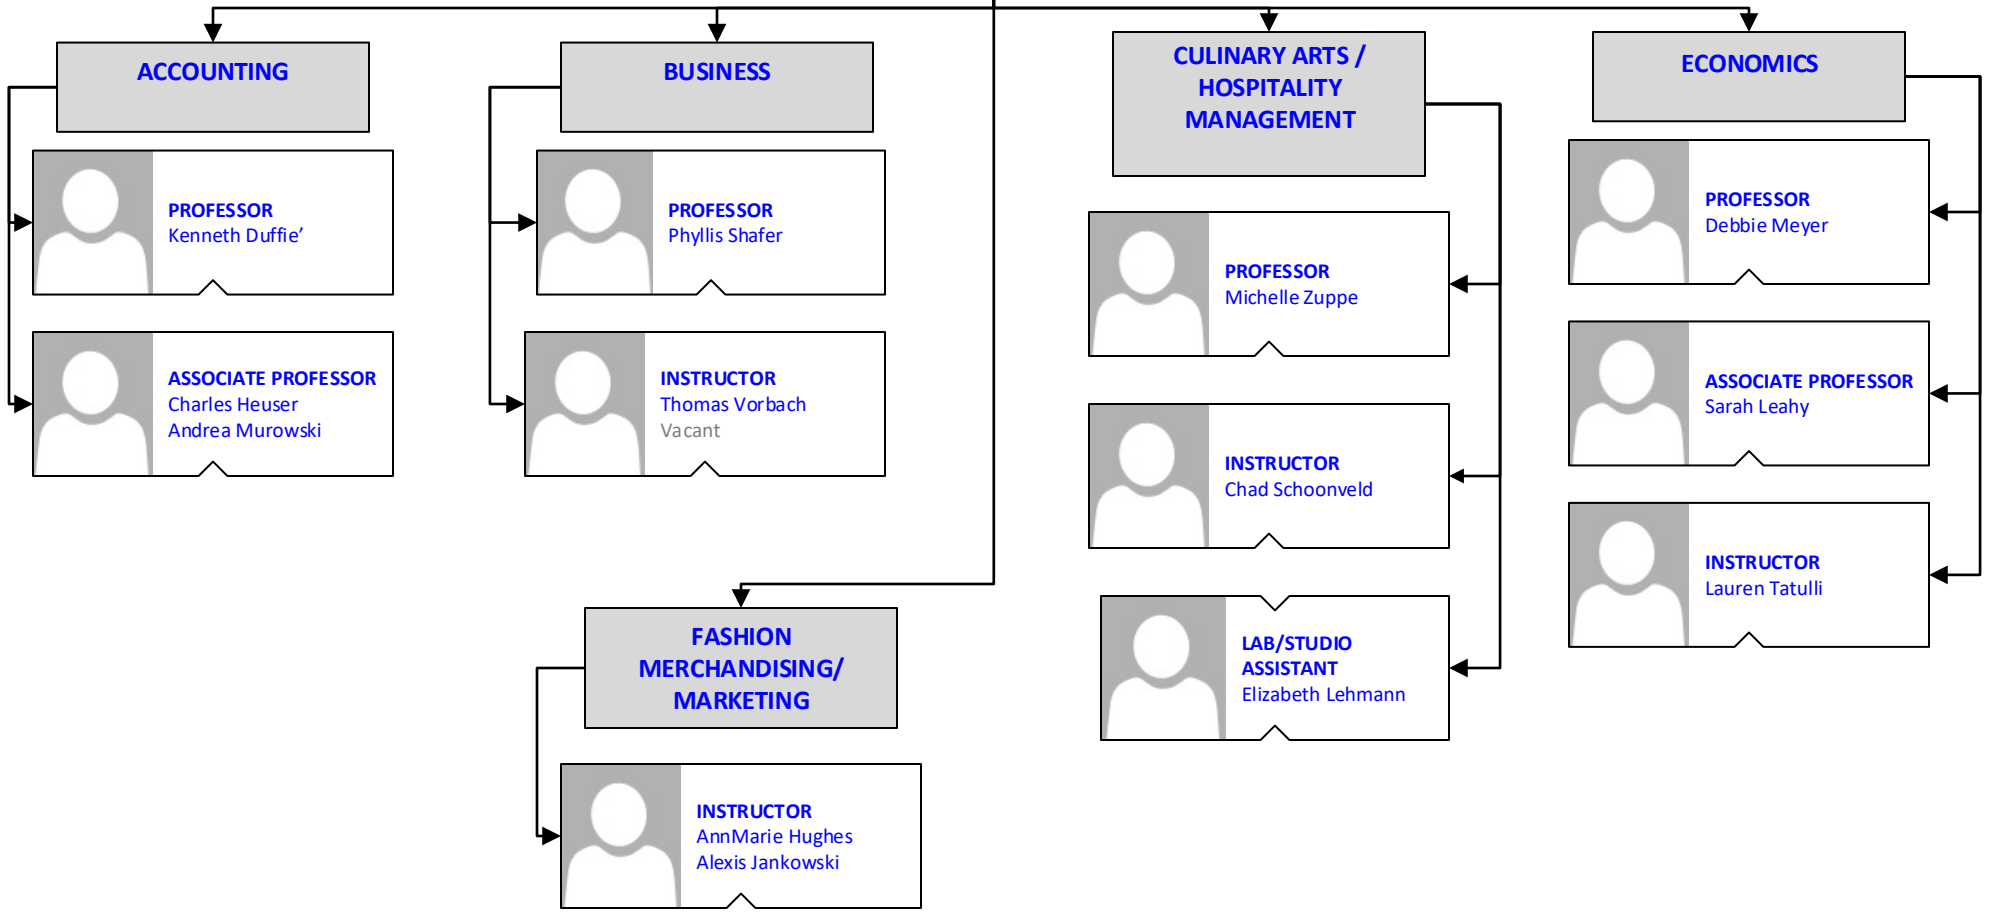 ACCOUNTING
PROFESSOR
Kenneth Duffie’
ASSOCIATE PROFESSOR
Charles Heuser
Andrea Murowski
BUSINESS
PROFESSOR
Phyllis Shafer
INSTRUCTOR
Thomas Vorbach
Vacant
FASHION
MERCHANDISING/
MARKETING
INSTRUCTOR
AnnMarie Hughes
Alexis Jankowski
CULINARY ARTS /
HOSPITALITY
MANAGEMENT
PROFESSOR
Michelle Zuppe
INSTRUCTOR
Chad Schoonveld
LAB/STUDIO
ASSISTANT
Elizabeth Lehmann
ECONOMICS
PROFESSOR
Debbie Meyer
ASSOCIATE PROFESSOR
Sarah Leahy
INSTRUCTOR
Lauren Tatulli